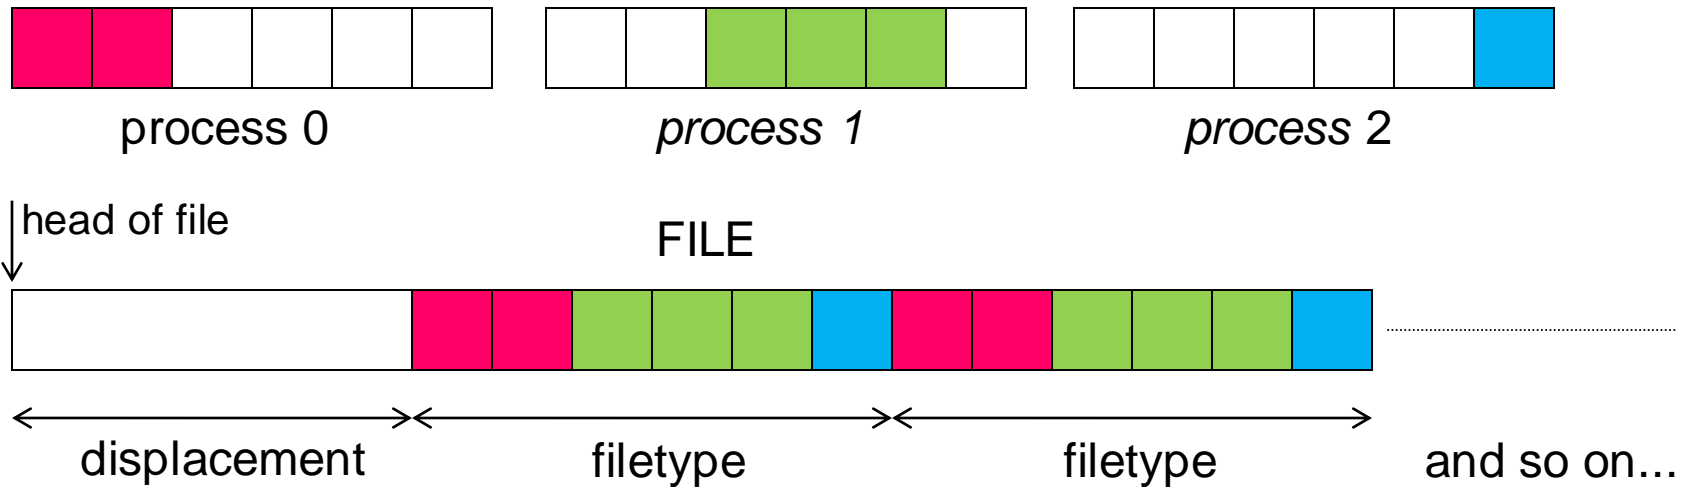 process 0 process 1 process 2
head of file
FILE
displacement filetype filetype and so on...